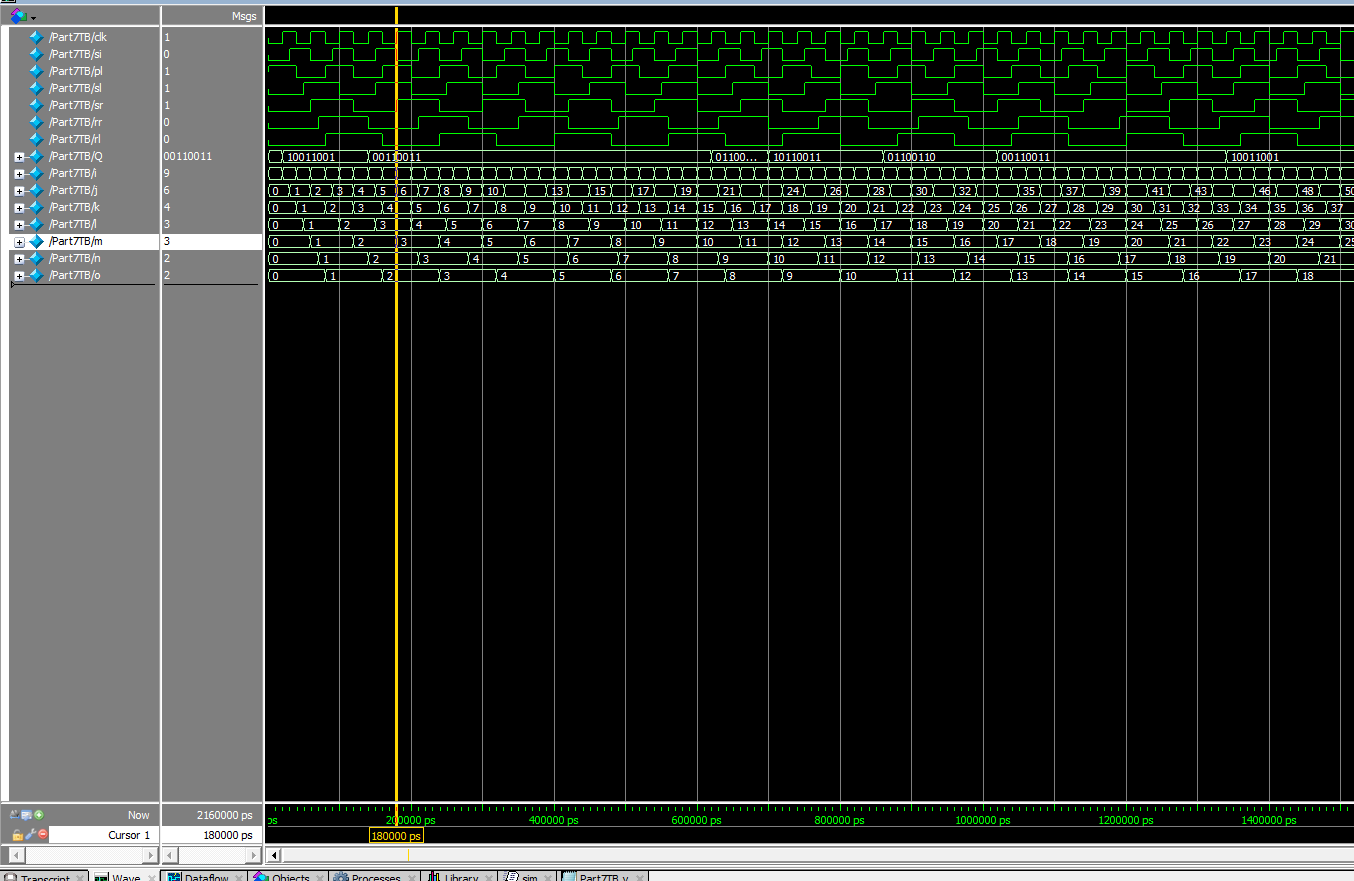 Msgs
/Part7TB/clk 1
/Part7TB/si 0
/Part7TB/pl 1
/Part7TB/sl 1
/Part7TB/sr 1
/Part7TB/rr 0
/Part7TB/rl 0
/Part7TB/Q 00110011 10011001 00110011 01100... 10110011 01100110 00110011 10011001
/Part7TB/i 9
/Part7TB/j 6 0 1 2 3 4 5 6 7 8 9 10 13 15 17 19 21 24 26 28 30 32 35 37 39 41 43 46 48 50
/Part7TB/k 4 0 1 2 3 4 5 6 7 8 9 10 11 12 13 14 15 16 17 18 19 20 21 22 23 24 25 26 27 28 29 30 31 32 33 34 35 36 37
/Part7TB/l 3 0 1 2 3 4 5 6 7 8 9 10 11 12 13 14 15 16 17 18 19 20 21 22 23 24 25 26 27 28 29 30
/Part7TB/m 3 0 1 2 3 4 5 6 7 8 9 10 11 12 13 14 15 16 17 18 19 20 21 22 23 24 25
/Part7TB/n 2 0 1 2 3 4 5 6 7 8 9 10 11 12 13 14 15 16 17 18 19 20 21
/Part7TB/o 2 0 1 2 3 4 5 6 7 8 9 10 11 12 13 14 15 16 17 18
Now 2160000 ps ps 200000 ps 400000 ps 600000 ps 800000 ps 1000000 ps 1200000 ps 1400000 ps
Cursor 1 180000 ps 180000 ps
Transcript Wave Dataflow Objects Processes Library sim Part7TB.v